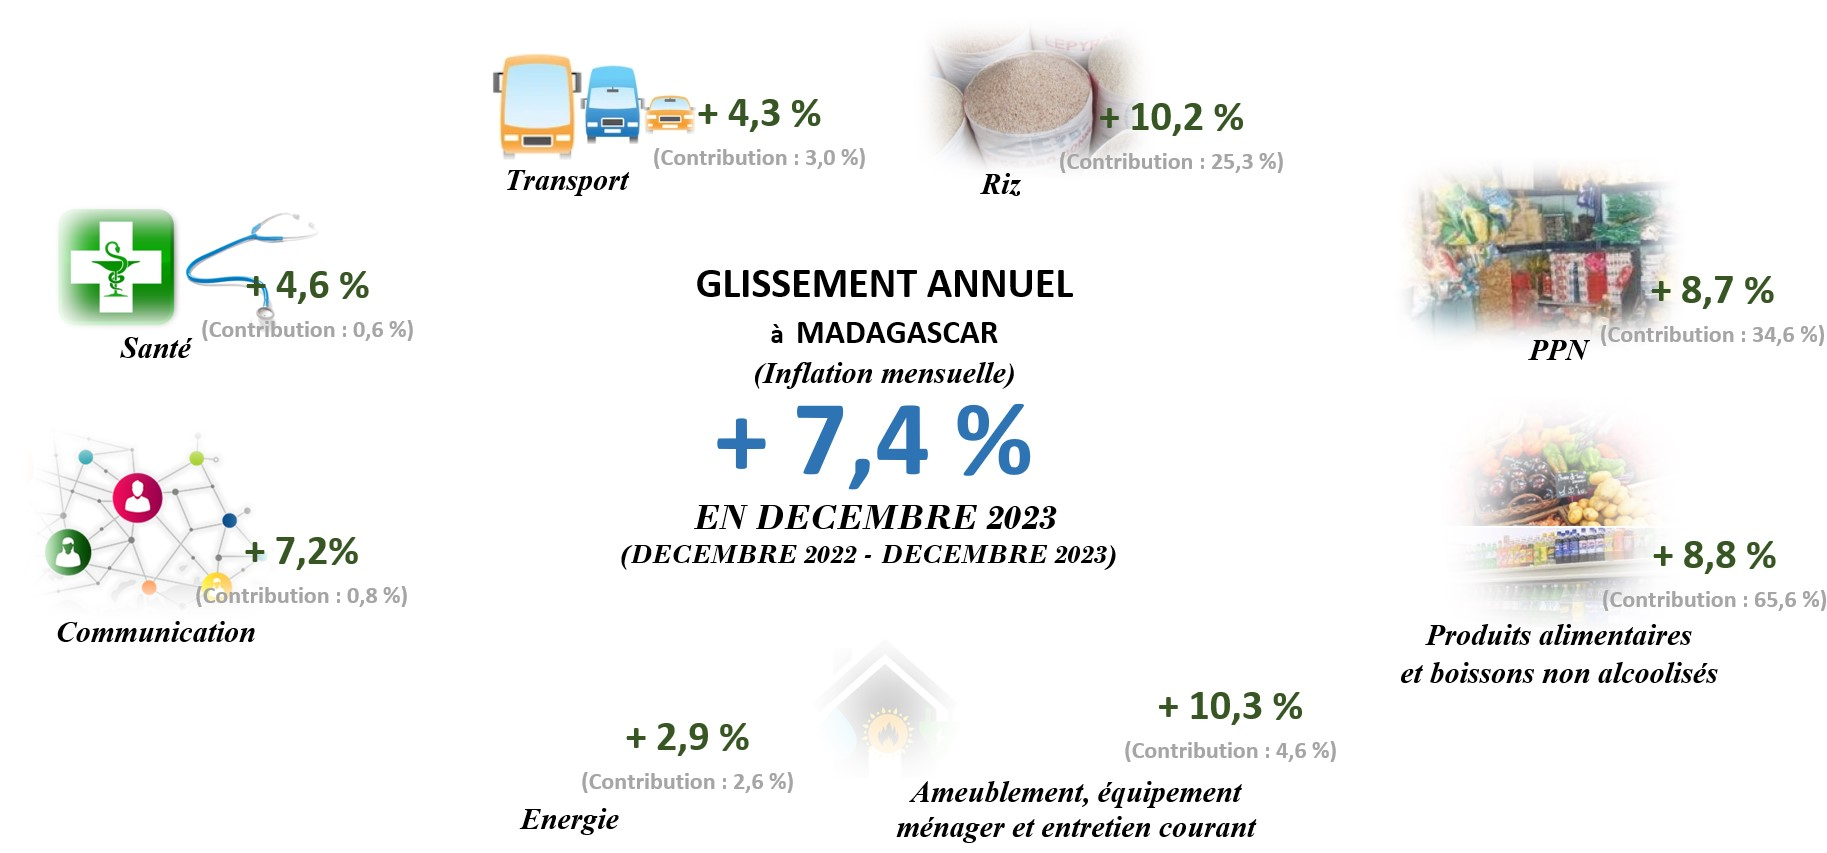 + 4,3 %
(Contribution : 3,0 %)
Transport
+ 10,2 %
(Contribution : 25,3 %)
Riz
+ 4,6 %
(Contribution : 0,6 %)
Santé
GLISSEMENT ANNUEL
à MADAGASCAR
(Inflation mensuelle)
+ 7,4 %
EN DECEMBRE 2023
(DECEMBRE 2022 - DECEMBRE 2023)
+ 8,7 %
(Contribution : 34,6 %)
PPN
+ 7,2%
(Contribution : 0,8 %)
Communication
+ 8,8 %
(Contribution : 65,6 %)
Produits alimentaires
et boissons non alcoolisés
+ 2,9 %
(Contribution : 2,6 %)
Energie
+ 10,3 %
(Contribution : 4,6 %)
Ameublement, équipement
ménager et entretien courant